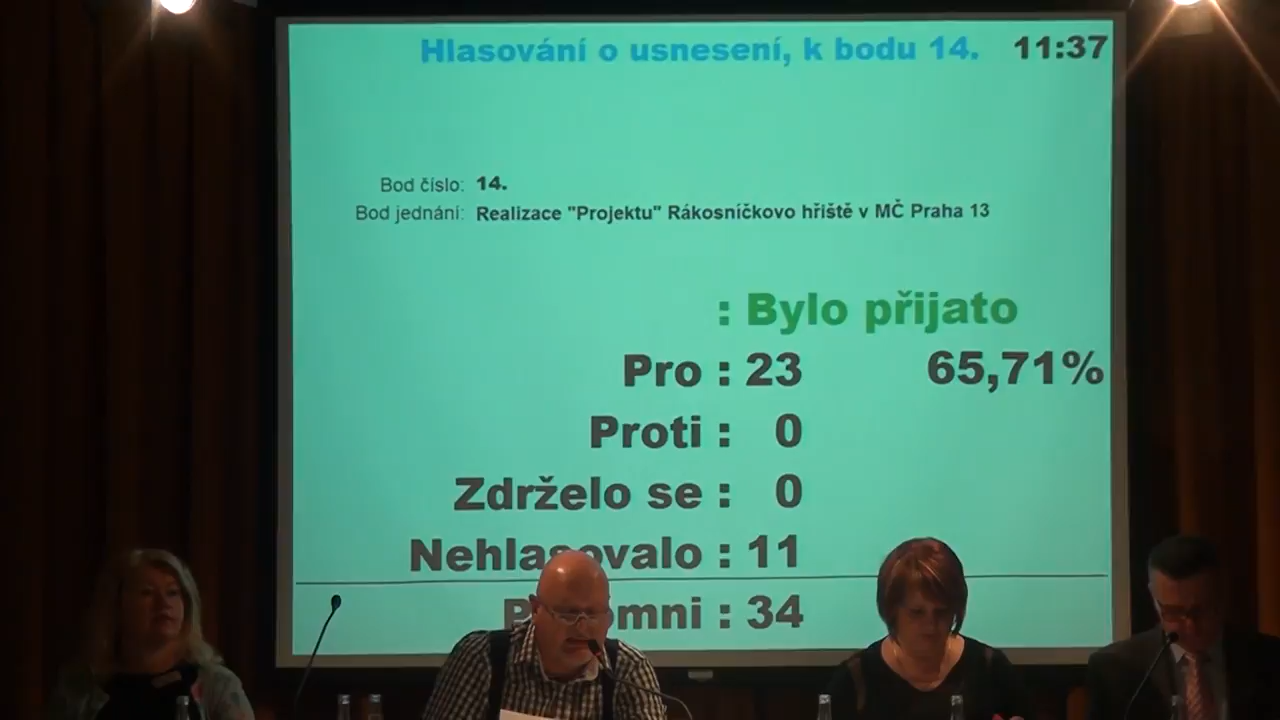 Hlasování o usnesení, k bodu 14. 11:37
Bod číslo: 14.
Bod jednání: Realizace "Projektu" Rákosníčkovo hřiště v MČ Praha 13
: Bylo přijato
Pro : 23 65,71%
Proti : 0
Zdrželo se : 0
Nehlasovalo : 11
: 34